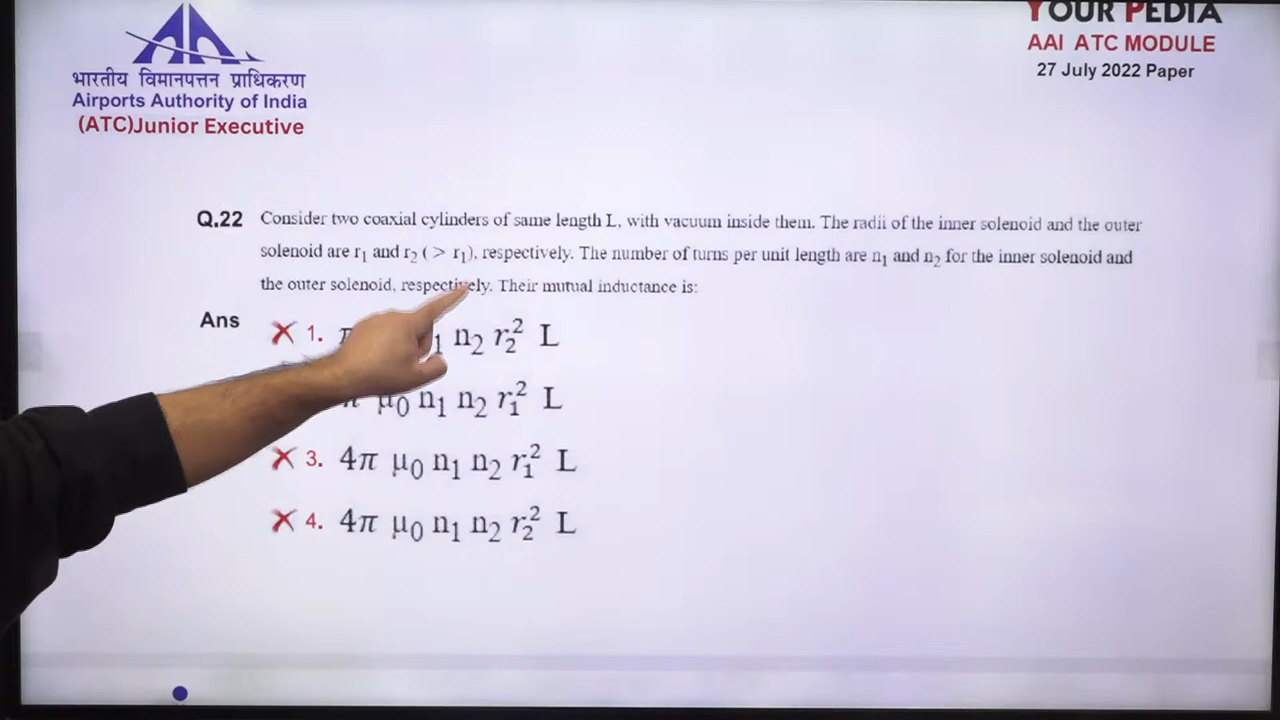 YOUR PEDIA
AAI ATC MODULE
27 July 2022 Paper
भारतीय विमानपत्तन प्राधिकरण
Airports Authority of India
(ATC)Junior Executive
Q.22 Consider two coaxial cylinders of same length L, with vacuum inside them. The radii of the inner solenoid and the outer
solenoid are r₁ and r₂ ( > r₁), respectively. The number of turns per unit length are n₁ and n₂ for the inner solenoid and
the outer solenoid, respectively. Their mutual inductance is:
Ans
1. n₂ r₂² L
μ₀ n₁ n₂ r₁² L
3. 4π μ₀ n₁ n₂ r₁² L
4. 4π μ₀ n₁ n₂ r₂² L